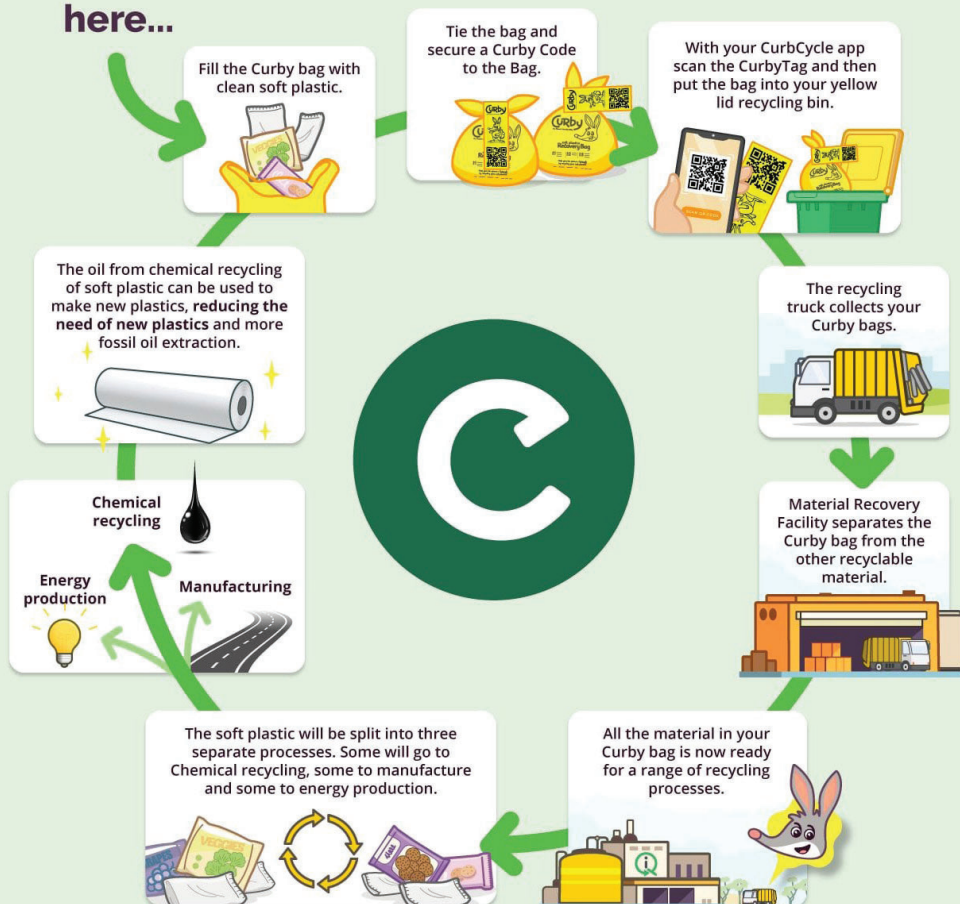 here...
Fill the Curby bag with
clean soft plastic.
Tie the bag and
secure a Curby Code
to the Bag.
With your CurbCycle app
scan the CurbyTag and then
put the bag into your yellow
lid recycling bin.
The recycling
truck collects your
Curby bags.
Material Recovery
Facility separates the
Curby bag from the
other recyclable
material.
All the material in your
Curby bag is now ready
for a range of recycling
processes.
The soft plastic will be split into three
separate processes. Some will go to
Chemical recycling, some to manufacture
and some to energy production.
Chemical
recycling
Energy
production
Manufacturing
The oil from chemical recycling
of soft plastic can be used to
make new plastics, reducing the
need of new plastics and more
fossil oil extraction.
VEGGIES
Curby
Curby
C
VEGGIES